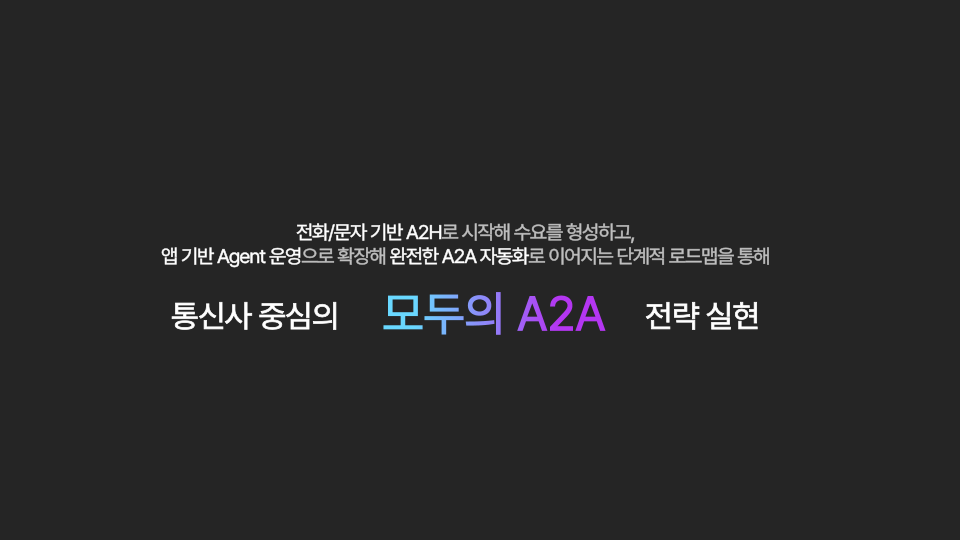 전화/문자 기반 A2H로 시작해 수요를 형성하고,
앱 기반 Agent 운영으로 확장해 완전한 A2A 자동화로 이어지는 단계적 로드맵을 통해
통신사 중심의 모두의 A2A 전략 실현